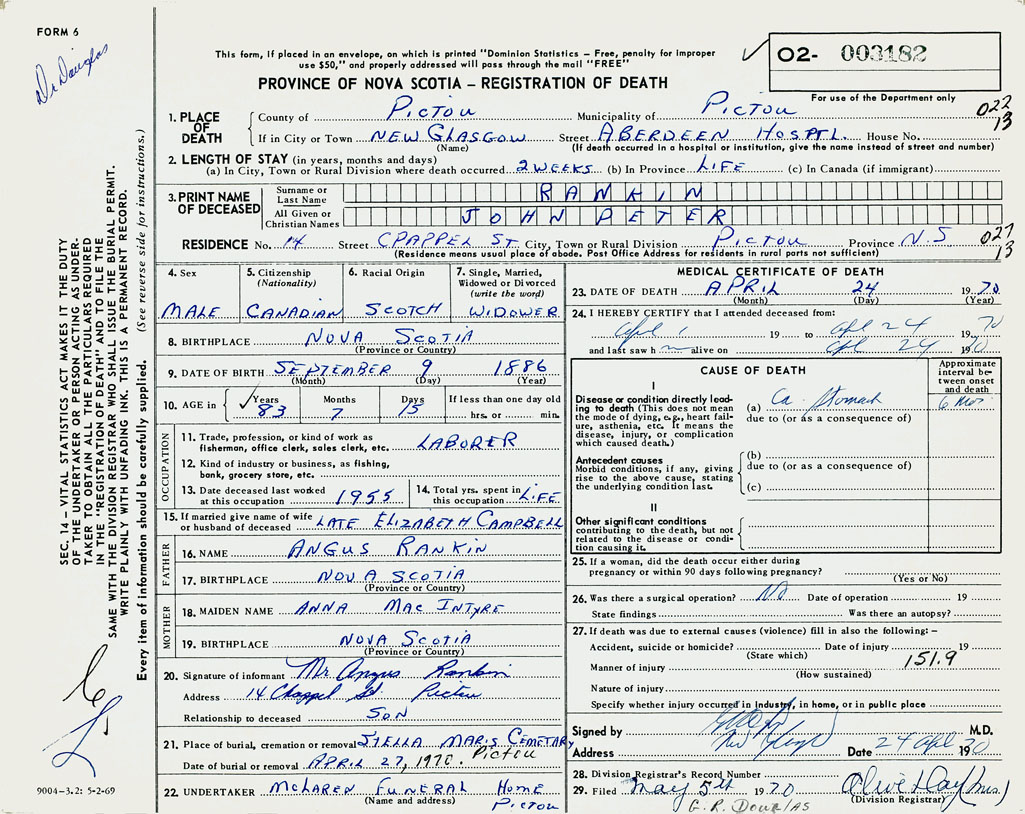 FORM 6
Dr Douglas
This form, if placed in an envelope, on which is printed "Dominion Statistics – Free, penalty for improper
use $50," and properly addressed will pass through the mail "FREE"
PROVINCE OF NOVA SCOTIA – REGISTRATION OF DEATH
02- 003182
For use of the Department only
022
13
1. PLACE OF DEATH
County of PICTOU Municipality of PICTOU
If in City or Town NEW GLASGOW Street ABERDEEN HOSPTL. House No.
(Name) (If death occurred in a hospital or institution, give the name instead of street and number)
2. LENGTH OF STAY (in years, months and days)
(a) In City, Town or Rural Division where death occurred 2 WEEKS (b) In Province LIFE (c) In Canada (if immigrant)
3. PRINT NAME OF DECEASED
Surname or Last Name RANKIN
All Given or Christian Names JOHN PETER
RESIDENCE No. 14 Street CPAPPEL ST City, Town or Rural Division PICTOU Province N.S
027
13
(Residence means usual place of abode. Post Office Address for residents in rural parts not sufficient)
4. Sex
MALE
5. Citizenship (Nationality)
CANADIAN
6. Racial Origin
SCOTCH
7. Single, Married, Widowed or Divorced (write the word)
WIDOWER
8. BIRTHPLACE NOVA SCOTIA
(Province or Country)
9. DATE OF BIRTH SEPTEMBER 9 1886
(Month) (Day) (Year)
10. AGE in Years Months Days If less than one day old
83 7 15 hrs. or min.
OCCUPATION
11. Trade, profession, or kind of work as
fisherman, office clerk, sales clerk, etc. LABORER
12. Kind of industry or business, as fishing,
bank, grocery store, etc.
13. Date deceased last worked
at this occupation 1955
14. Total yrs. spent in
this occupation LIFE
15. If married give name of wife
or husband of deceased LATE ELIZABETH CAMPBELL
FATHER
16. NAME ANGUS RANKIN
17. BIRTHPLACE NOVA SCOTIA
(Province or Country)
MOTHER
18. MAIDEN NAME ANNA MAC INTYRE
19. BIRTHPLACE NOVA SCOTIA
(Province or Country)
20. Signature of informant Mr Angus Rankin
Address 14 Chappel St. Pictou
Relationship to deceased SON
21. Place of burial, cremation or removal STELLA MARIS CEMETARY
Pictou
Date of burial or removal APRIL 27, 1970.
22. UNDERTAKER McLAREN FUNERAL HOME
(Name and address) PICTOU
MEDICAL CERTIFICATE OF DEATH
23. DATE OF DEATH APRIL 24 1970
(Month) (Day) (Year)
24. I HEREBY CERTIFY that I attended deceased from:
Apl 1 19 to Apl 24 1970
and last saw h alive on Apl 24 1970
CAUSE OF DEATH
Approximate interval between onset and death
I
Disease or condition directly leading to death (This does not mean the mode of dying, e.g., heart failure, asthenia, etc. It means the disease, injury, or complication which caused death.)
(a) Ca. Stomach 6 mos
due to (or as a consequence of)
Antecedent causes
Morbid conditions, if any, giving rise to the above cause, stating the underlying condition last.
(b)
due to (or as a consequence of)
(c)
II
Other significant conditions
contributing to the death, but not related to the disease or condition causing it.
25. If a woman, did the death occur either during
pregnancy or within 90 days following pregnancy?
(Yes or No)
26. Was there a surgical operation? NO Date of operation 19
State findings Was there an autopsy?
27. If death was due to external causes (violence) fill in also the following: –
Accident, suicide or homicide? Date of injury 19
(State which)
151.9
Manner of injury
(How sustained)
Nature of injury
Specify whether injury occurred in industry, in home, or in public place
Signed by M.D.
Address Date 24 Apl 1970
28. Division Registrar's Record Number
29. Filed May 5th 1970 Olive Hay (Mrs.)
(Division Registrar)
G. R. DOUGLAS
SEC. 14 – VITAL STATISTICS ACT MAKES IT THE DUTY
OF THE UNDERTAKER OR PERSON ACTING AS UNDER-
TAKER TO OBTAIN ALL THE PARTICULARS REQUIRED
IN THE "REGISTRATION OF DEATH" AND TO FILE THE
SAME WITH THE DIVISION REGISTRAR WHO SHALL ISSUE THE BURIAL PERMIT.
WRITE PLAINLY WITH UNFADING INK. THIS IS A PERMANENT RECORD.
Every item of information should be carefully supplied. (See reverse side for instructions.)
9004-3.2: 5-2-69